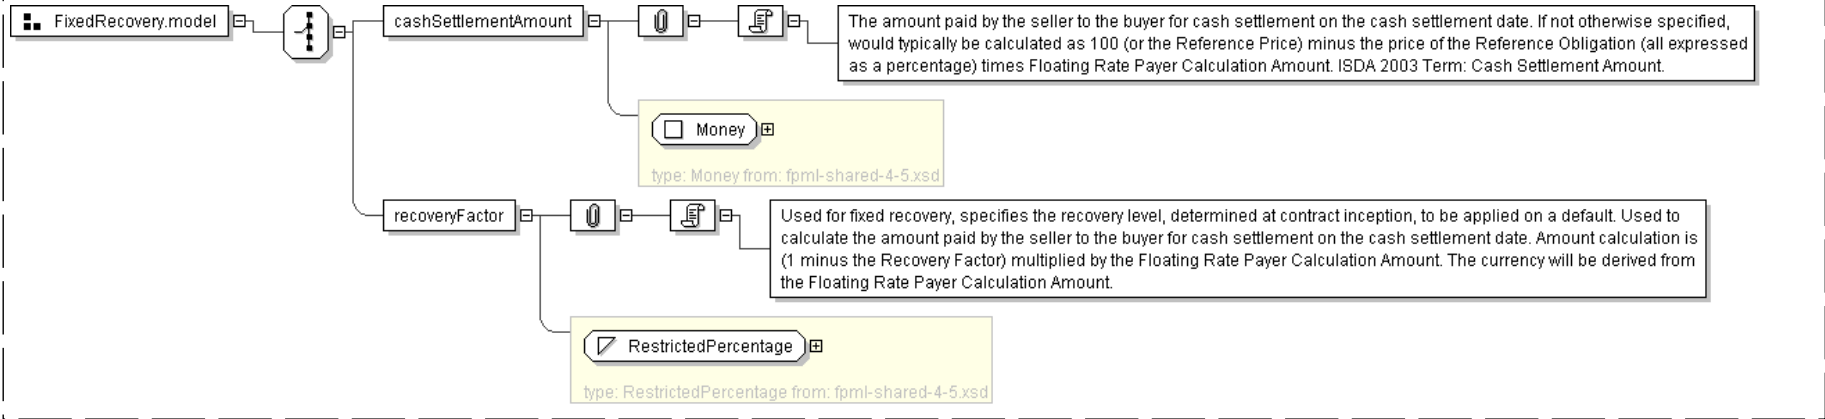 FixedRecovery.model
cashSettlementAmount
The amount paid by the seller to the buyer for cash settlement on the cash settlement date. If not otherwise specified,
would typically be calculated as 100 (or the Reference Price) minus the price of the Reference Obligation (all expressed
as a percentage) times Floating Rate Payer Calculation Amount. ISDA 2003 Term: Cash Settlement Amount.
Money
type: Money from: fpml-shared-4-5.xsd
recoveryFactor
Used for fixed recovery, specifies the recovery level, determined at contract inception, to be applied on a default. Used to
calculate the amount paid by the seller to the buyer for cash settlement on the cash settlement date. Amount calculation is
(1 minus the Recovery Factor) multiplied by the Floating Rate Payer Calculation Amount. The currency will be derived from
the Floating Rate Payer Calculation Amount.
RestrictedPercentage
type: RestrictedPercentage from: fpml-shared-4-5.xsd